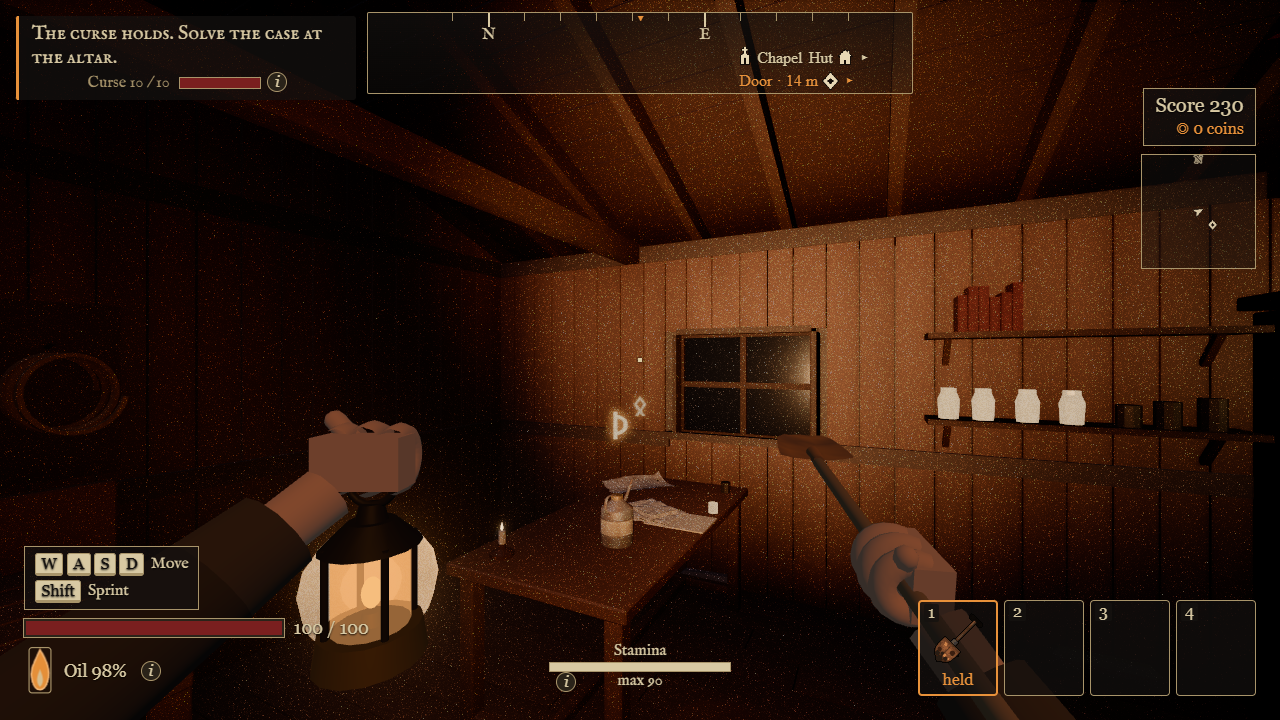 The curse holds. Solve the case at
the altar.
Curse 10/10 i
N E
Chapel Hut
Door · 14 m
Score 230
0 coins
N
Þ ᛟ
W A S D Move
Shift Sprint
100 / 100
Oil 98% i
Stamina
i max 90
1 2 3 4
held